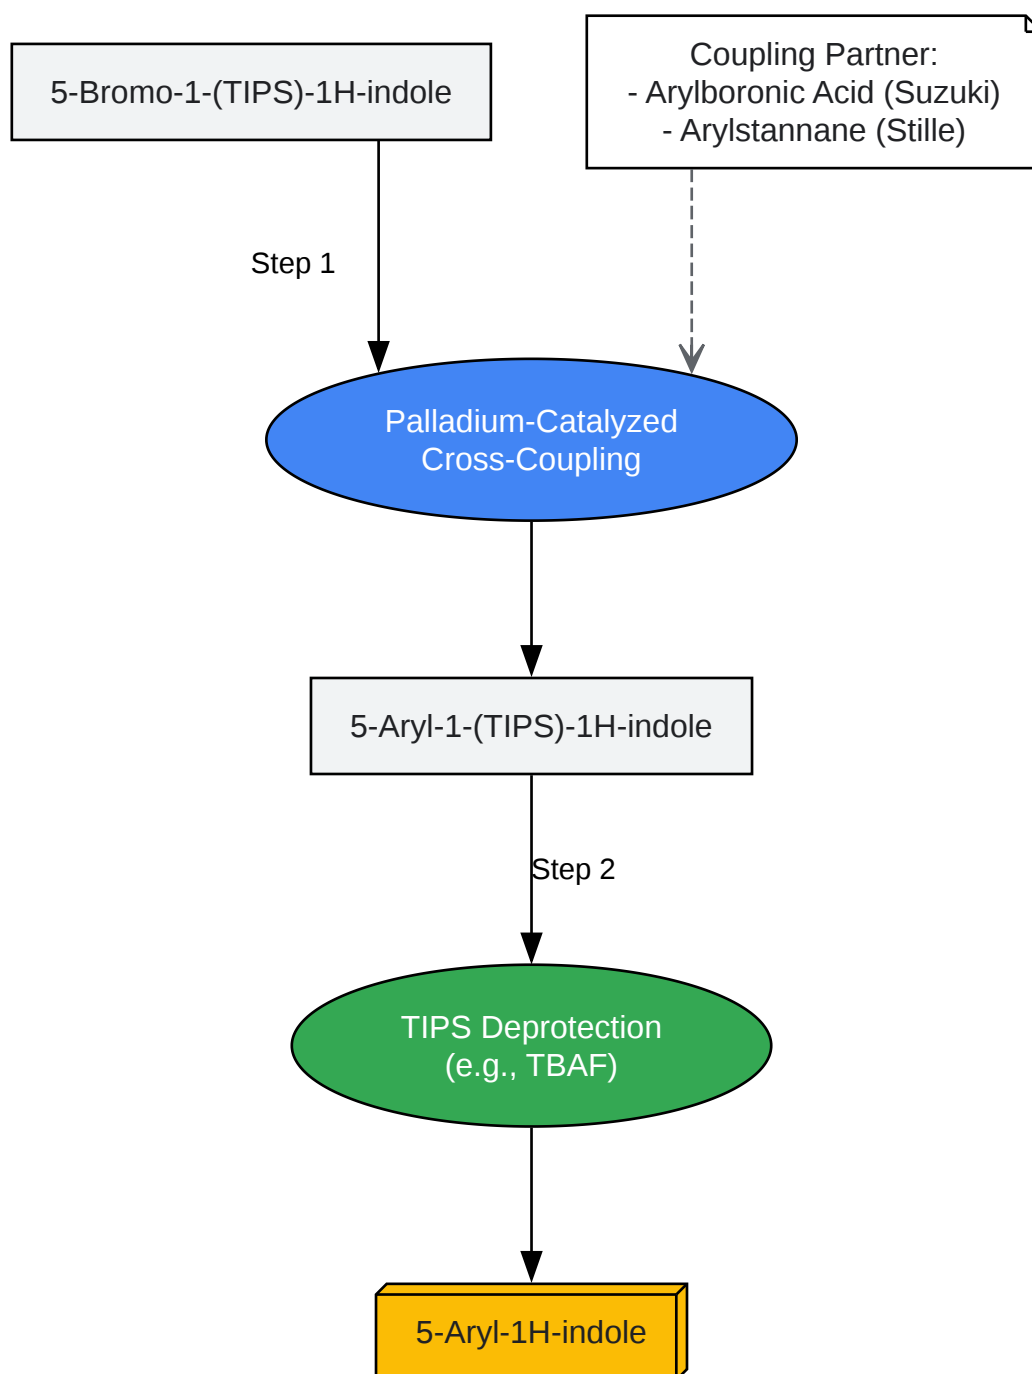 5-Bromo-1-(TIPS)-1H-indole
Coupling Partner:
- Arylboronic Acid (Suzuki)
- Arylstannane (Stille)
Step 1
Palladium-Catalyzed
Cross-Coupling
5-Aryl-1-(TIPS)-1H-indole
Step 2
TIPS Deprotection
(e.g., TBAF)
5-Aryl-1H-indole